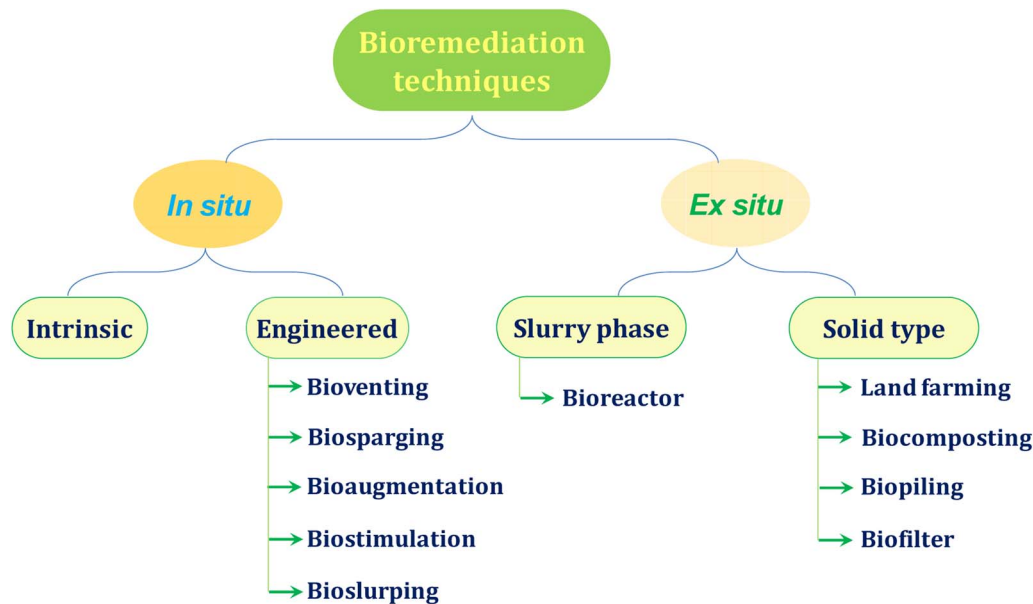 Bioremediation
techniques
In situ
Ex situ
Intrinsic
Engineered
Slurry phase
Solid type
Bioventing
Biosparging
Bioaugmentation
Biostimulation
Bioslurping
Bioreactor
Land farming
Biocomposting
Biopiling
Biofilter